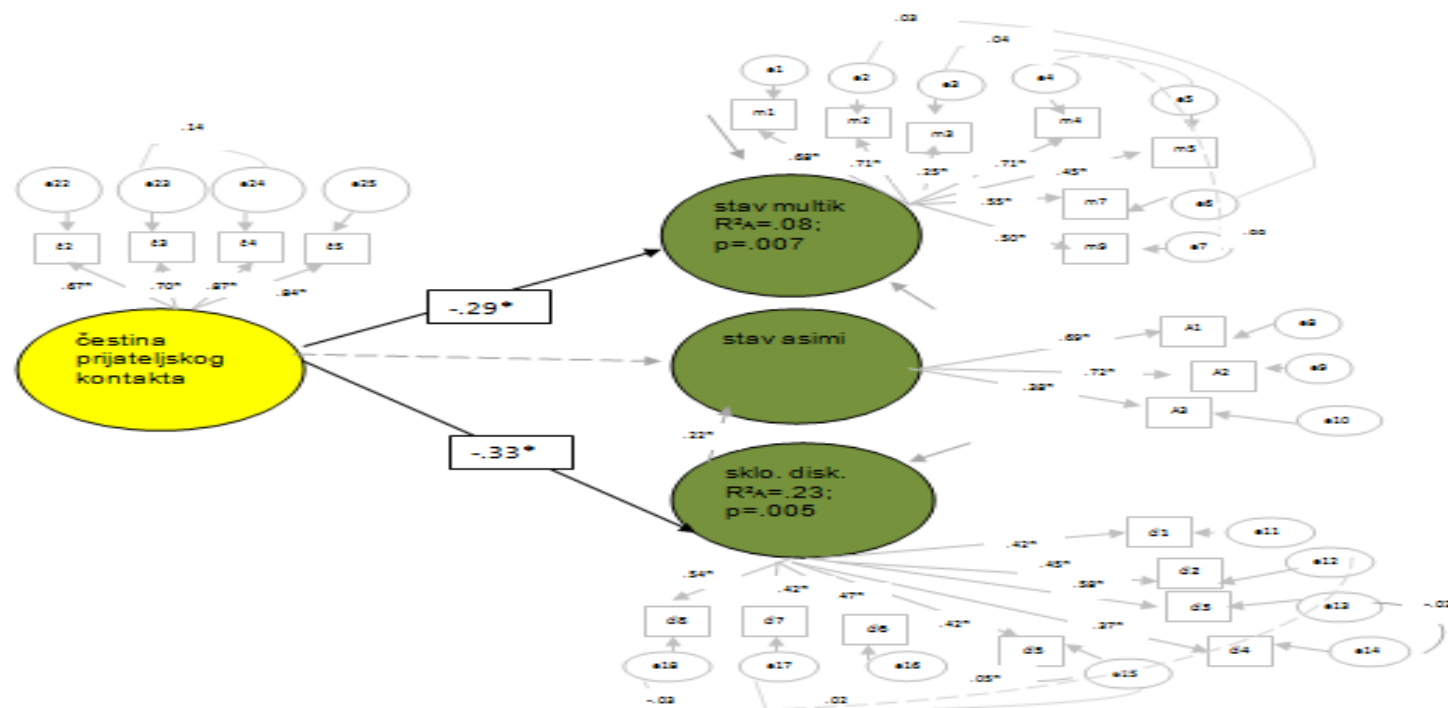 .03
.04
e1
e2
e3
e4
e5
m1
m2
m3
m4
m5
.14
.68*
.71*
.25*
.71*
.45*
e22
e23
e24
e25
stav multik
R²A=.08;
p=.007
.55*
m7
e6
.50*
m9
e7
č2
č3
č4
č5
.67*
.70*
.87*
.84*
-.29*
čestina
prijateljskog
kontakta
stav asimi
.69*
A1
e8
.72*
A2
e9
.38*
A3
e10
-.33*
.22*
sklo. disk.
R²A=.23;
p=.005
.42*
d1
e11
.45*
d2
e12
.58*
e13
.54*
.42*
.47*
.42*
.37*
d7
d6
d4
e14
e18
e17
e16
.05*
e15
-.03
.02